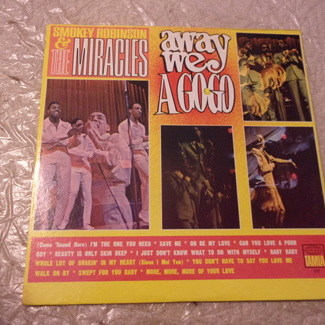 SMOKEY ROBINSON
& THE MIRACLES
away
we
A GO-GO
(Come 'Round Here) I'M THE ONE YOU NEED * SAVE ME * OH BE MY LOVE * CAN YOU LOVE A POOR
BOY * BEAUTY IS ONLY SKIN DEEP * I JUST DON'T KNOW WHAT TO DO WITH MYSELF * BABY BABY
WHOLE LOT OF SHAKIN' IN MY HEART (Since I Met You) * YOU DON'T HAVE TO SAY YOU LOVE ME
WALK ON BY * SWEPT FOR YOU BABY * MORE, MORE, MORE OF YOUR LOVE
TAMLA